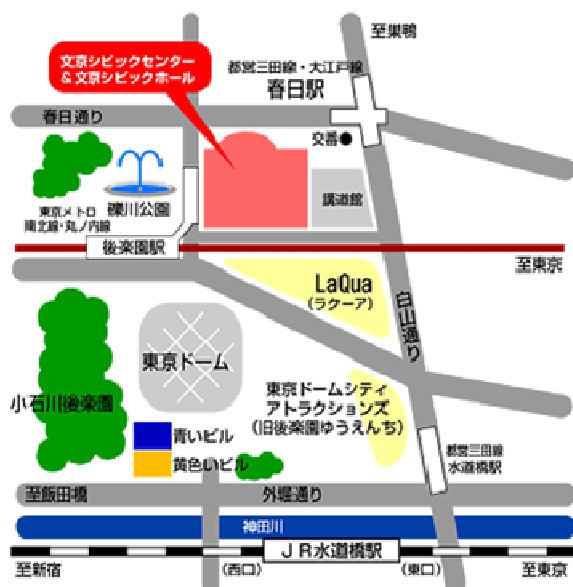 至巣鴨
文京シビックセンター
&文京シビックホール
都営三田線・大江戸線
春日駅
春日通り
交番
講道館
礫川公園
東京メトロ
南北線・丸ノ内線
後楽園駅
至東京
LaQua
(ラクーア)
白山通り
東京ドーム
小石川後楽園
東京ドームシティ
アトラクションズ
(旧後楽園ゆうえんち)
青いビル
黄色いビル
都営三田線
水道橋駅
至飯田橋
外堀通り
神田川
JR水道橋駅
至新宿
(西口)
(東口)
至東京